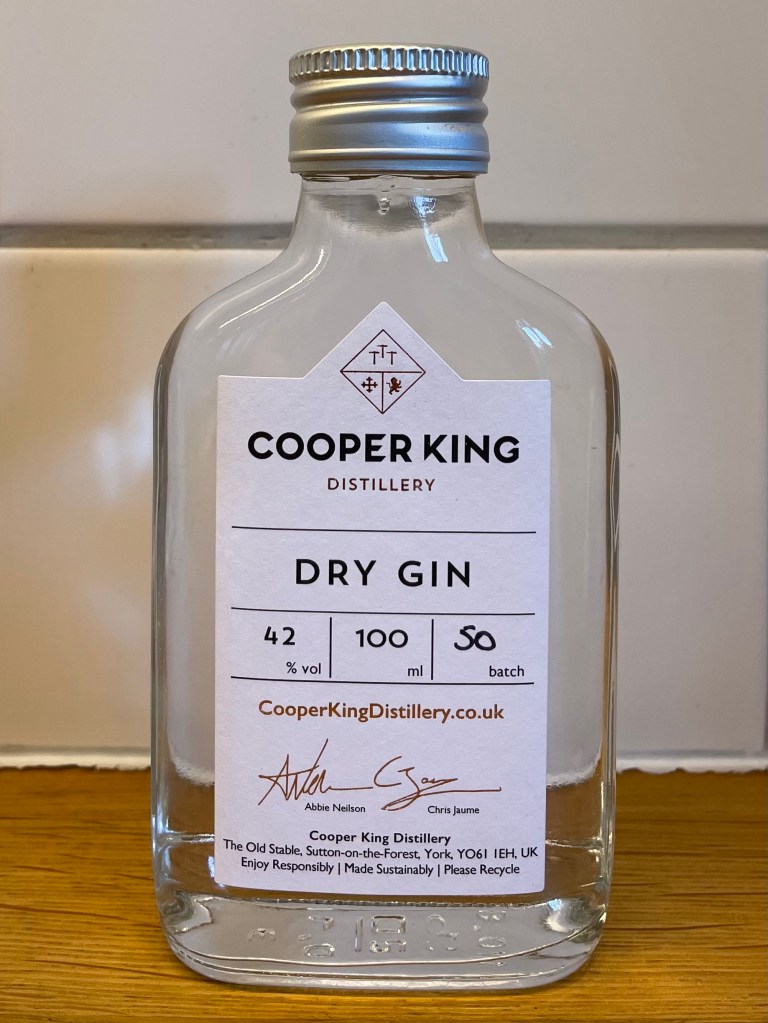 COOPER KING
DISTILLERY
DRY GIN
42 100 50
% vol ml batch
CooperKingDistillery.co.uk
Abbie Neilson Chris Jaume
Cooper King Distillery
The Old Stable, Sutton-on-the-Forest, York, YO61 1EH, UK
Enjoy Responsibly | Made Sustainably | Please Recycle